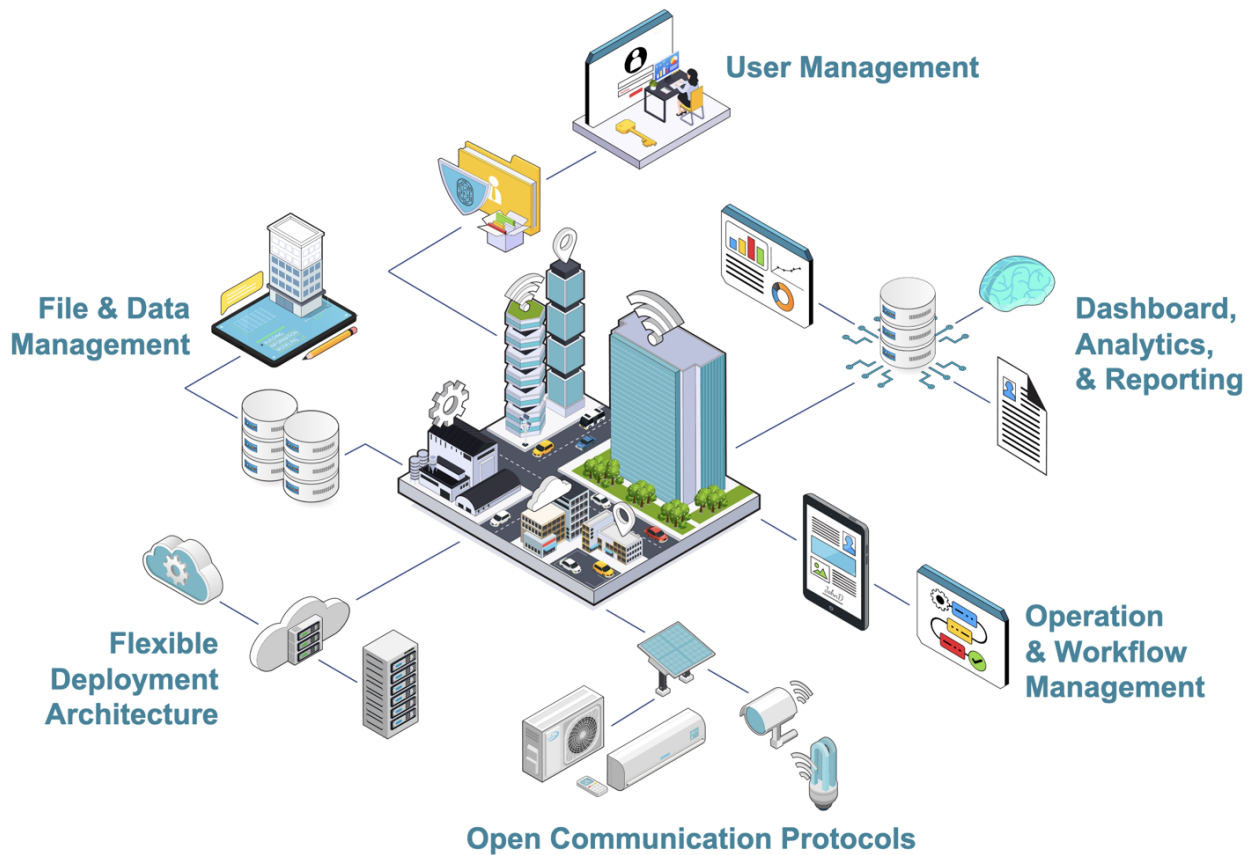 User Management
File & Data
Management
Dashboard,
Analytics,
& Reporting
Flexible
Deployment
Architecture
Operation
& Workflow
Management
Open Communication Protocols